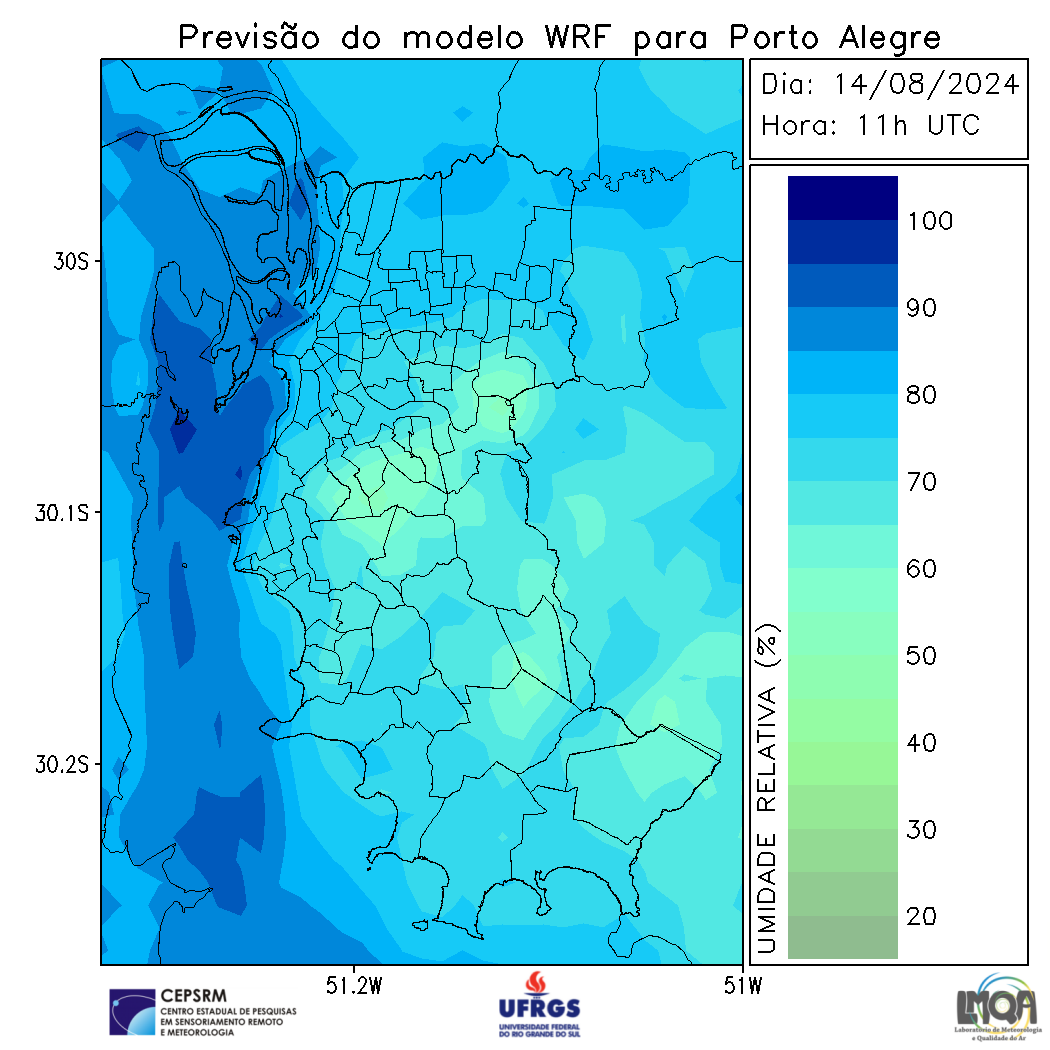 Previsão do modelo WRF para Porto Alegre
Dia: 14/08/2024
Hora: 11h UTC
30S
30.1S
30.2S
51.2W
51W
100
90
80
70
60
50
40
30
20
UMIDADE RELATIVA (%)
CEPSRM
CENTRO ESTADUAL DE PESQUISAS
EM SENSORIAMENTO REMOTO
E METEOROLOGIA
UFRGS
UNIVERSIDADE FEDERAL
DO RIO GRANDE DO SUL
LMQA
Laboratório de Meteorologia
e Qualidade do Ar